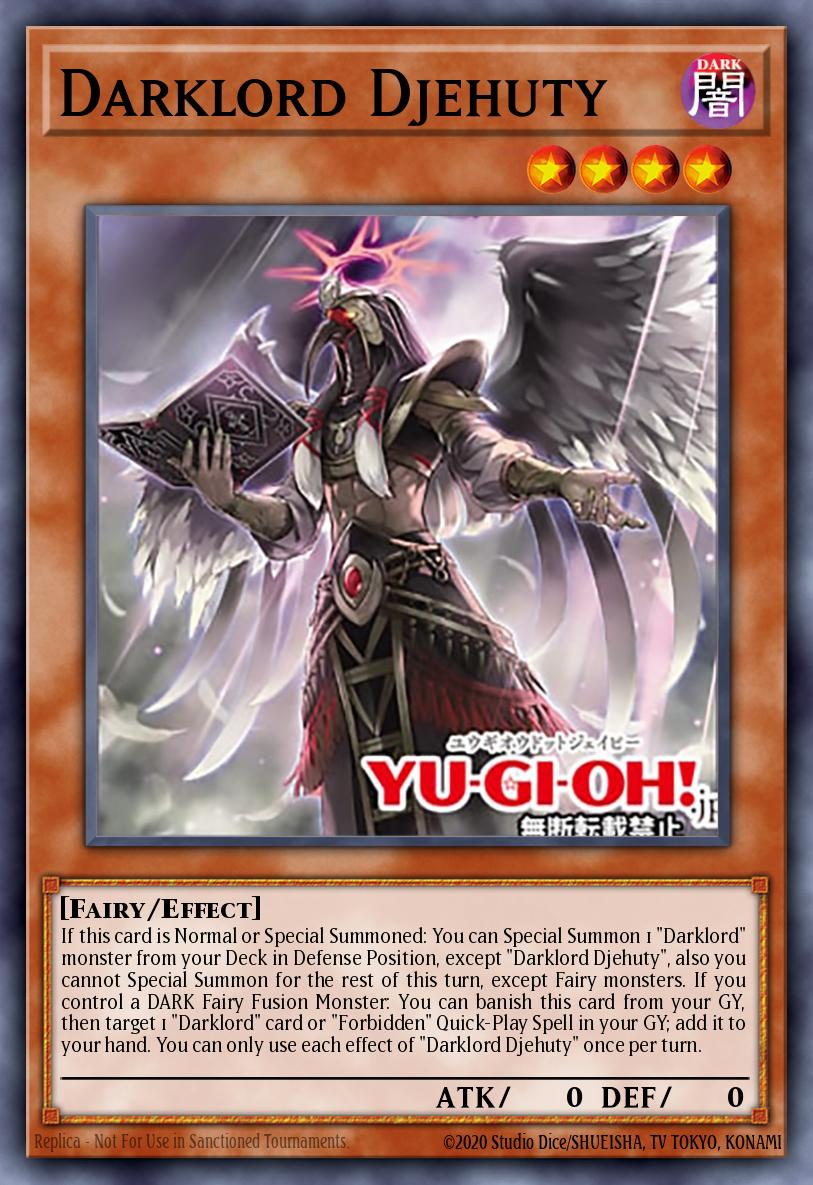 Darklord Djehuty
DARK
闇
ユウギオウドットジェイピー
YU-GI-OH!
.jp
無断転載禁止
[Fairy/Effect]
If this card is Normal or Special Summoned: You can Special Summon 1 "Darklord"
monster from your Deck in Defense Position, except "Darklord Djehuty", also you
cannot Special Summon for the rest of this turn, except Fairy monsters. If you
control a DARK Fairy Fusion Monster: You can banish this card from your GY,
then target 1 "Darklord" card or "Forbidden" Quick-Play Spell in your GY; add it to
your hand. You can only use each effect of "Darklord Djehuty" once per turn.
ATK/ 0 DEF/ 0
Replica - Not For Use in Sanctioned Tournaments.
©2020 Studio Dice/SHUEISHA, TV TOKYO, KONAMI